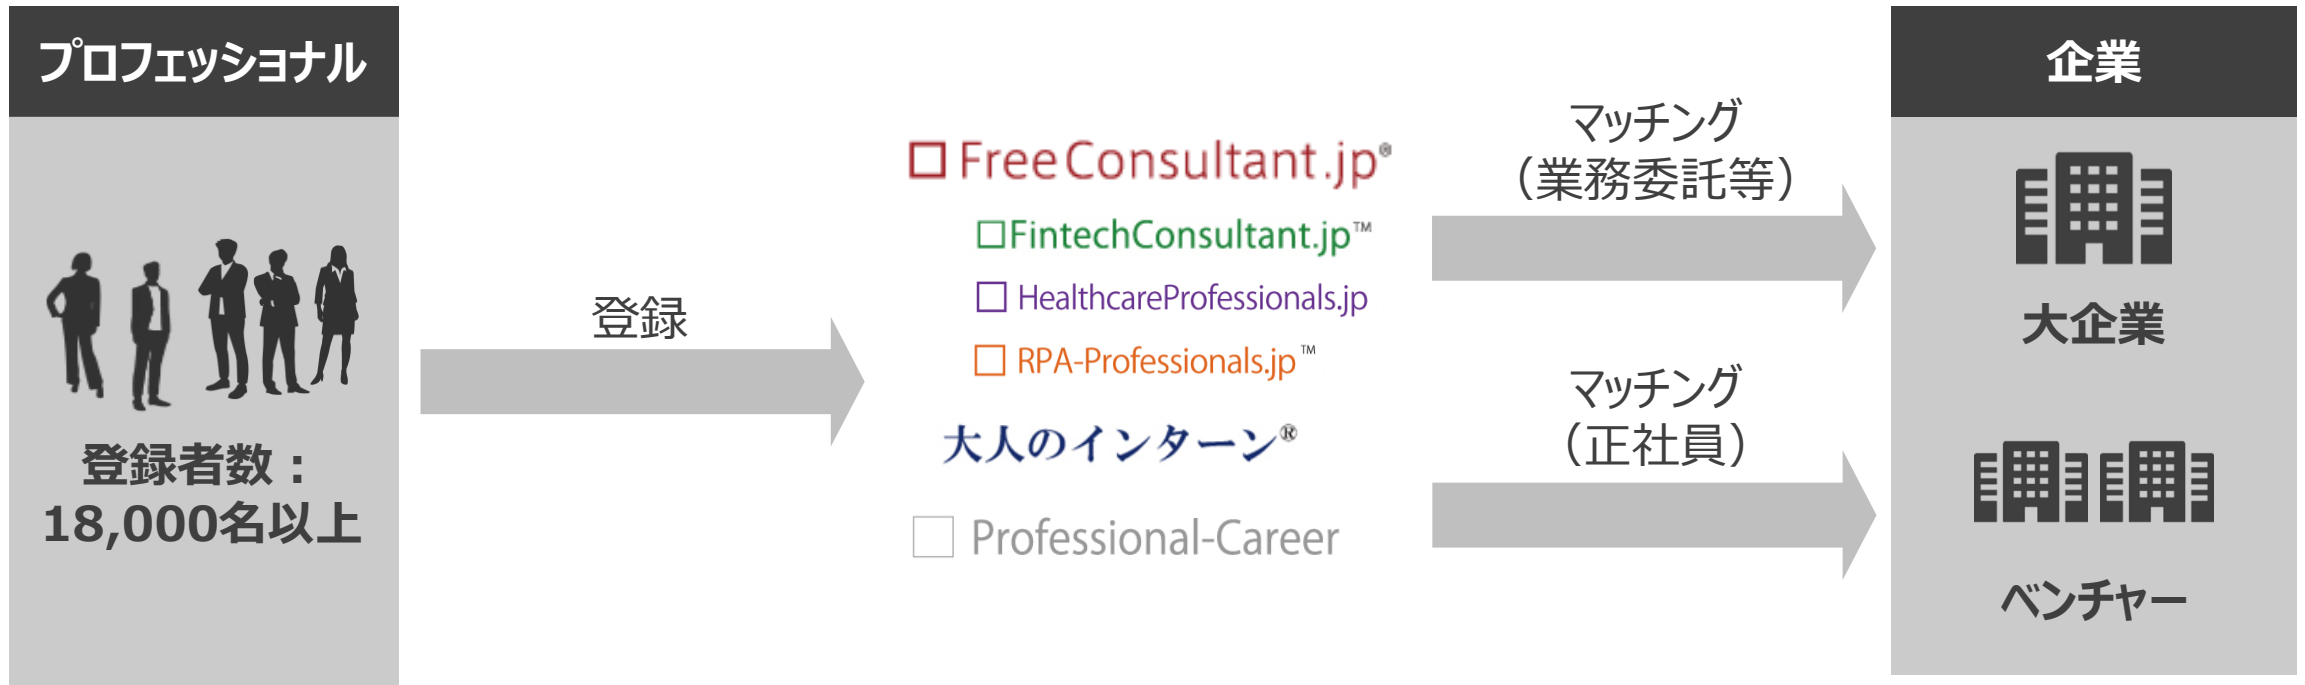 プロフェッショナル
登録者数：
18,000名以上
登録
FreeConsultant.jp®
FintechConsultant.jp™
HealthcareProfessionals.jp
RPA-Professionals.jp™
大人のインターン®
Professional-Career
マッチング
（業務委託等）
マッチング
（正社員）
企業
大企業
ベンチャー